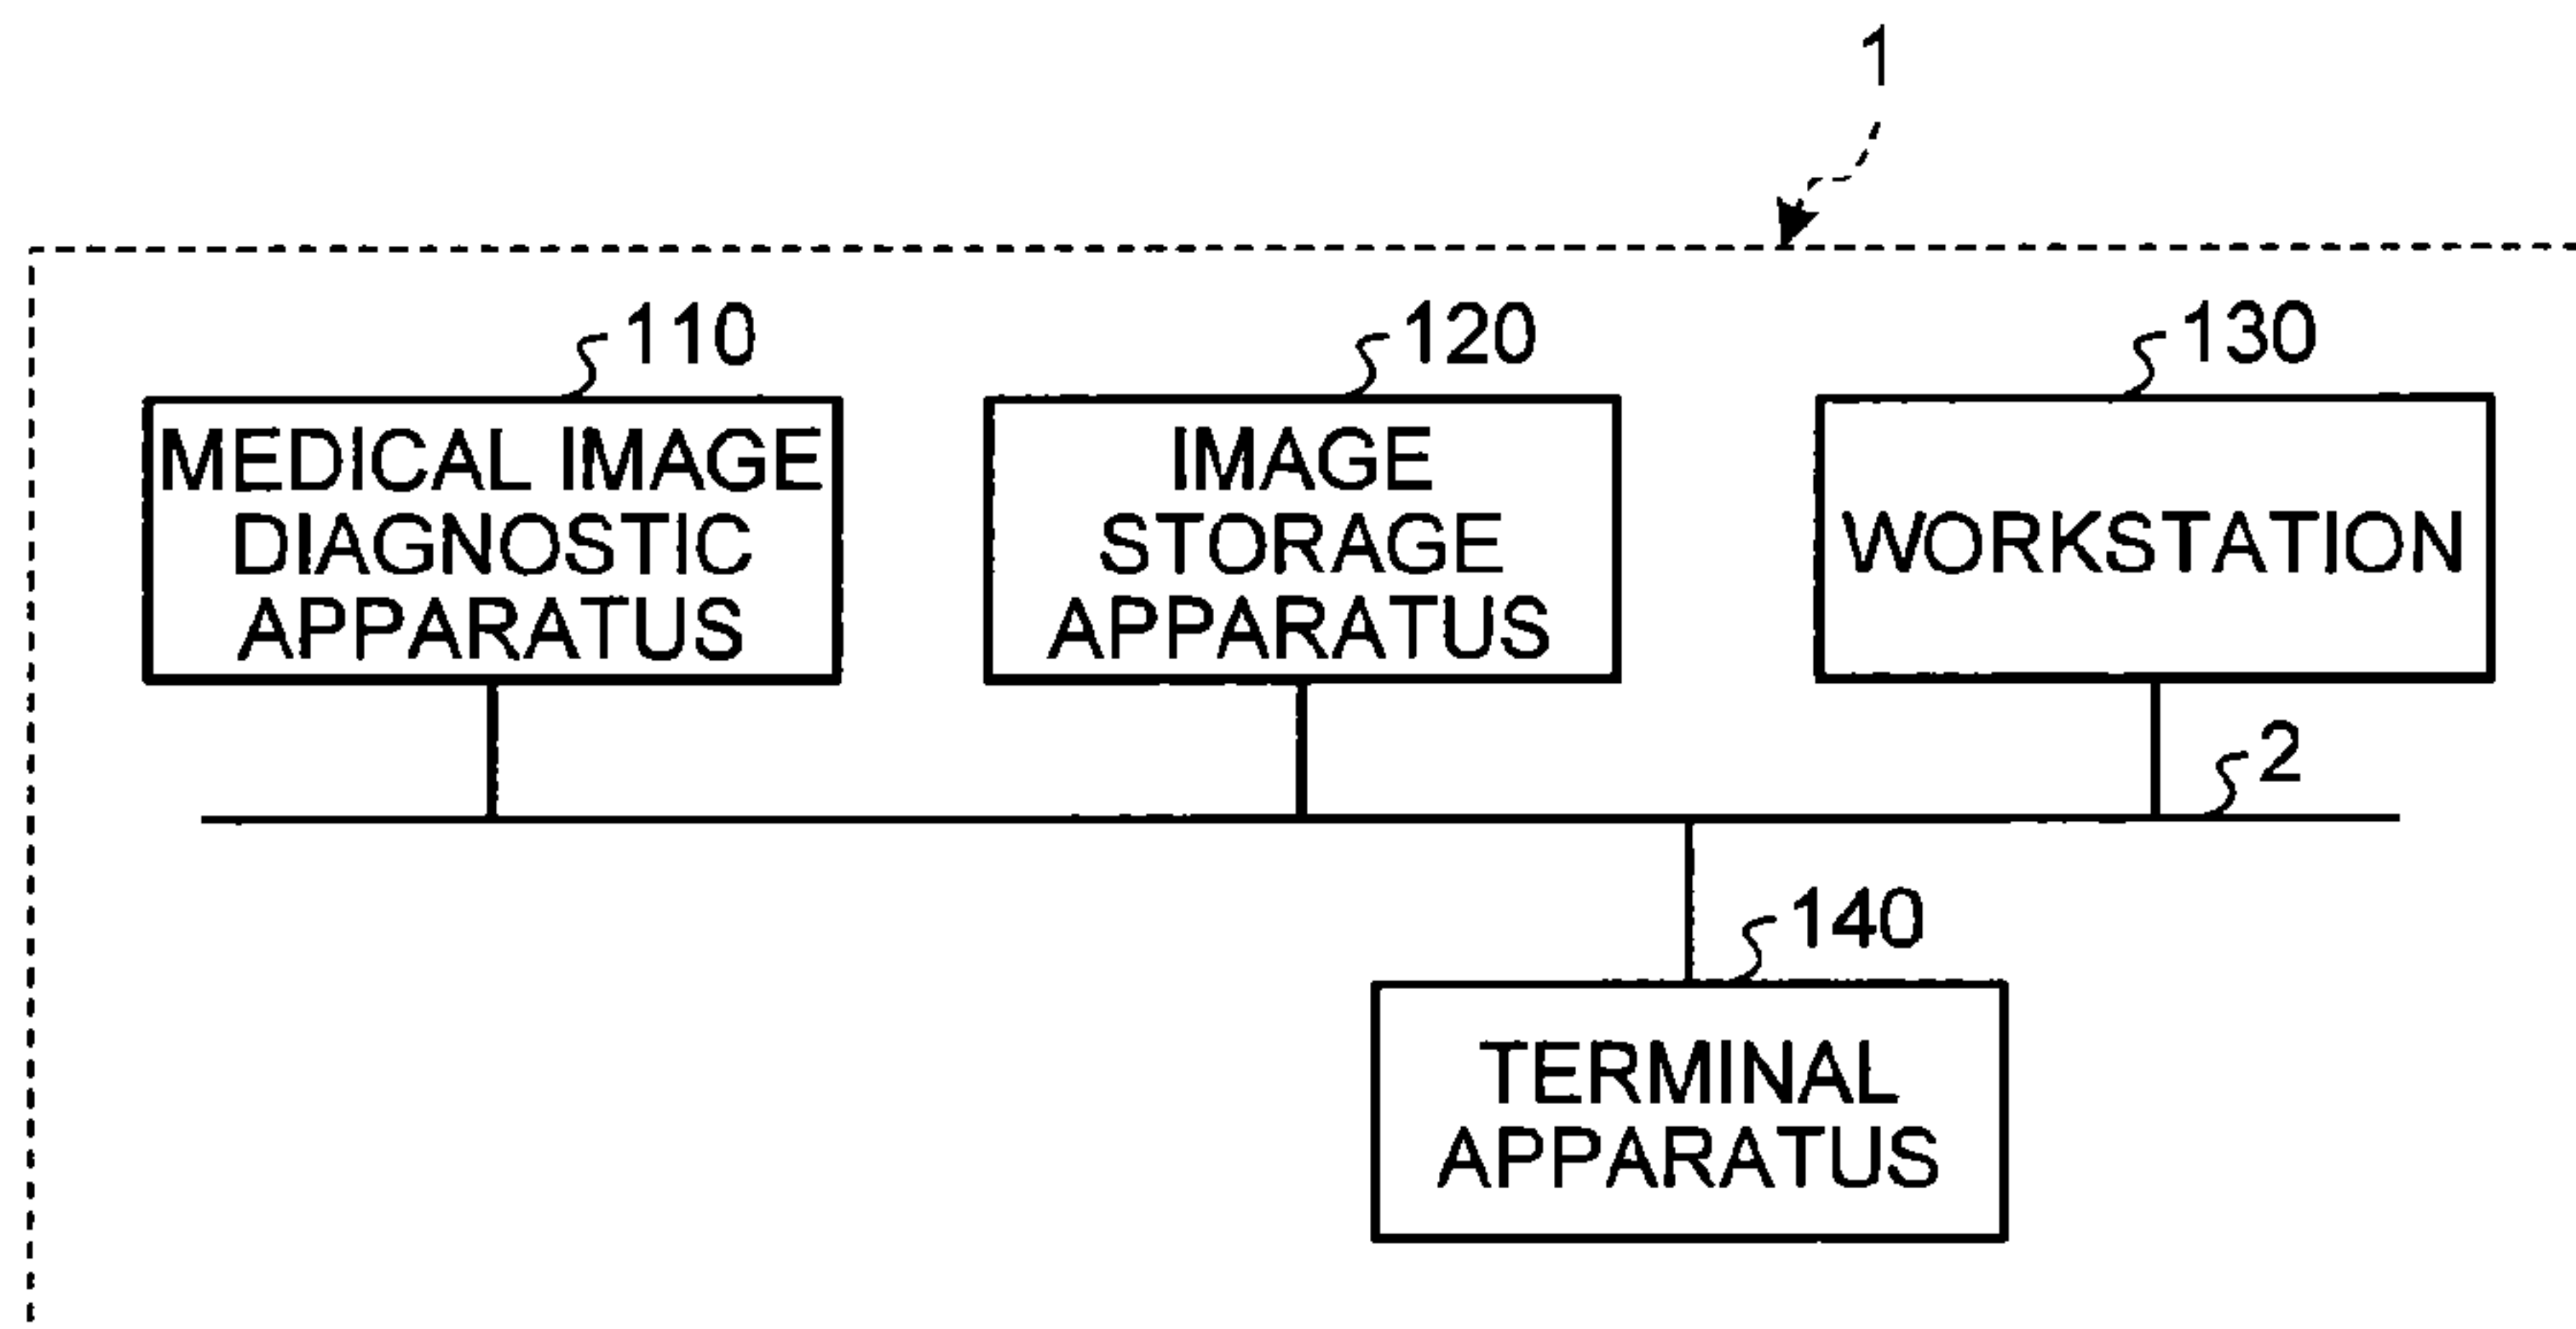 1
110
120
130
MEDICAL IMAGE
DIAGNOSTIC
APPARATUS
IMAGE
STORAGE
APPARATUS
WORKSTATION
2
140
TERMINAL
APPARATUS